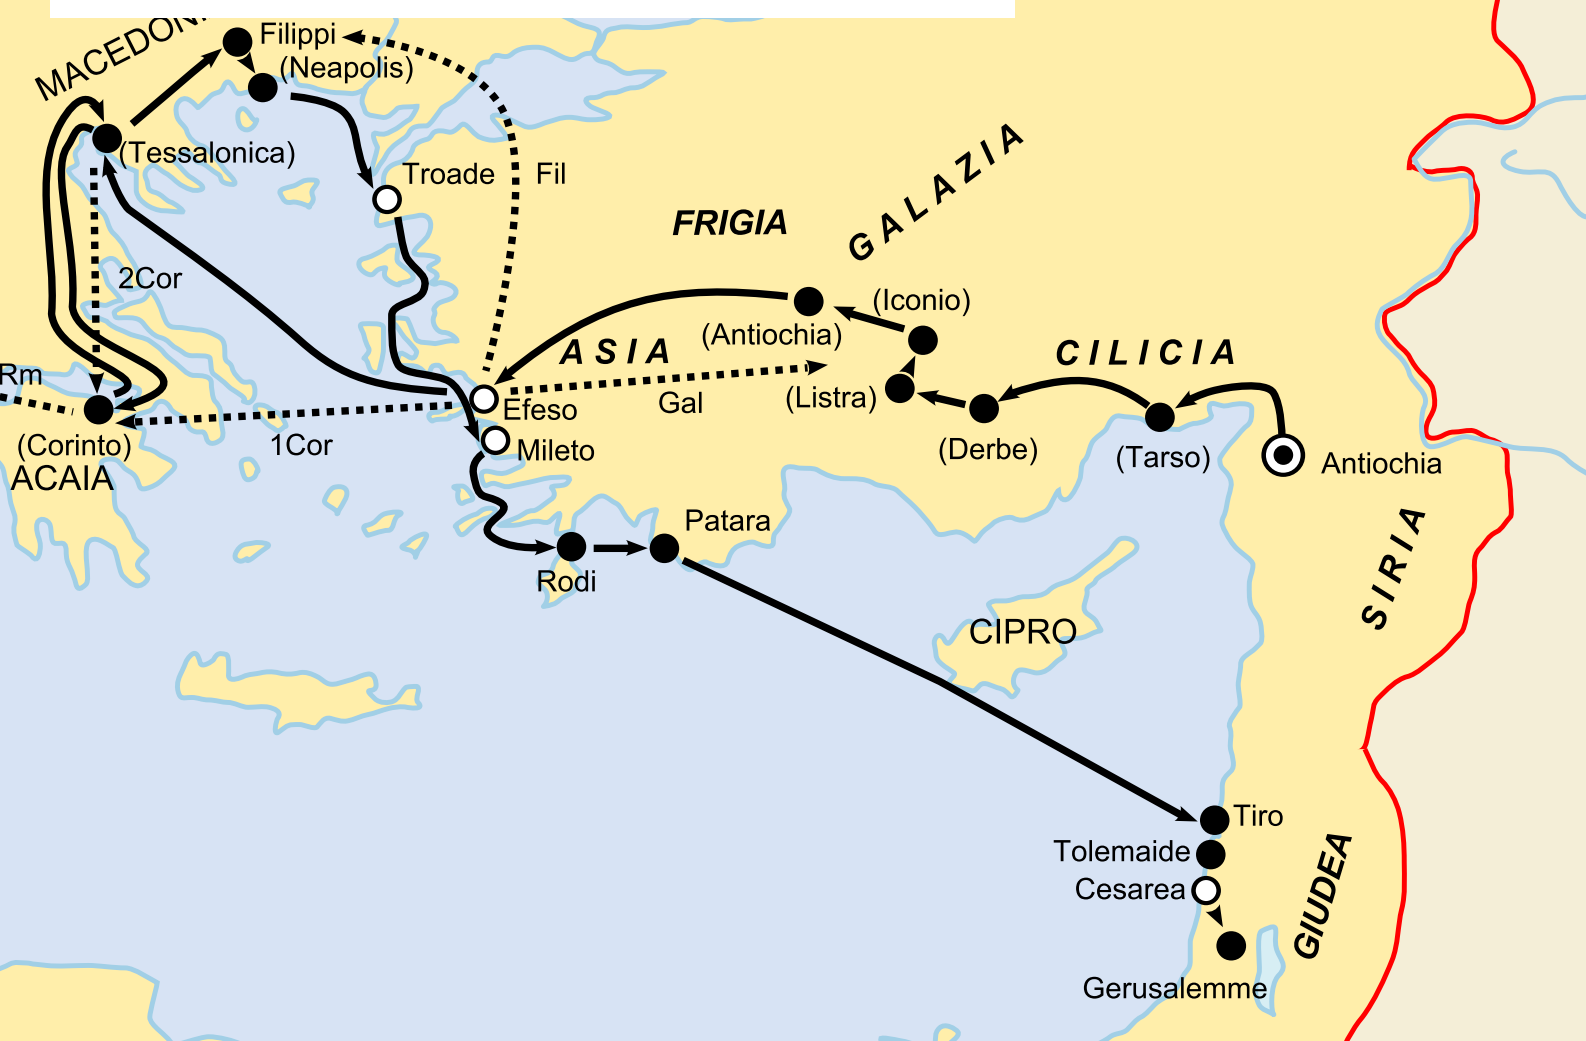 MACEDONI
Filippi
(Neapolis)
(Tessalonica)
Troade
Fil
GALAZIA
FRIGIA
2Cor
(Iconio)
(Antiochia)
ASIA
CILICIA
Rm
(Listra)
Gal
Efeso
(Corinto)
1Cor
Mileto
(Derbe)
(Tarso)
Antiochia
ACAIA
Patara
SIRIA
Rodi
CIPRO
Tiro
Tolemaide
Cesarea
GIUDEA
Gerusalemme